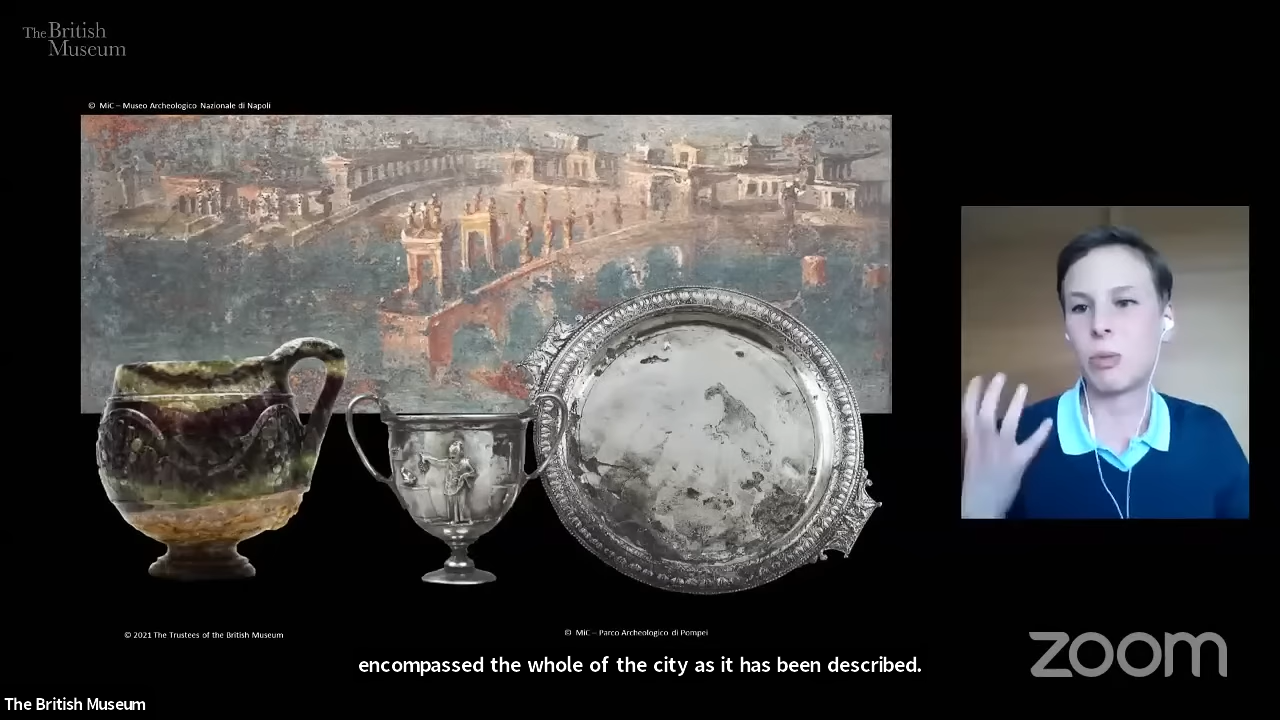 The British
Museum
© MiC – Museo Archeologico Nazionale di Napoli
© 2021 The Trustees of the British Museum
© MiC – Parco Archeologico di Pompei
encompassed the whole of the city as it has been described.
zoom
The British Museum